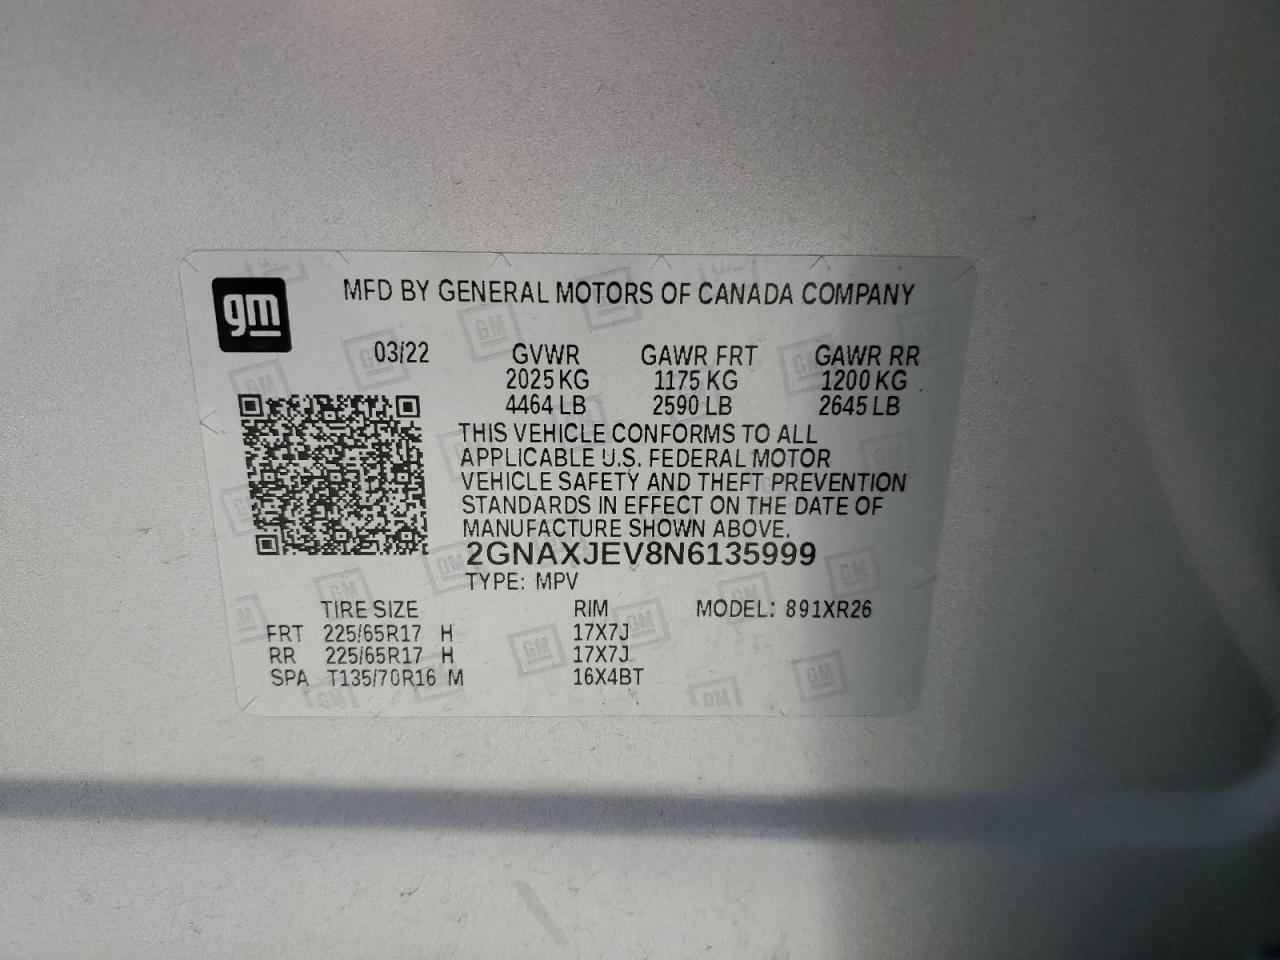 gm
MFD BY GENERAL MOTORS OF CANADA COMPANY
03/22 GVWR GAWR FRT GAWR RR
2025 KG 1175 KG 1200 KG
4464 LB 2590 LB 2645 LB
THIS VEHICLE CONFORMS TO ALL
APPLICABLE U.S. FEDERAL MOTOR
VEHICLE SAFETY AND THEFT PREVENTION
STANDARDS IN EFFECT ON THE DATE OF
MANUFACTURE SHOWN ABOVE.
2GNAXJEV8N6135999
TYPE: MPV
TIRE SIZE RIM MODEL: 891XR26
FRT 225/65R17 H 17X7J
RR 225/65R17 H 17X7J
SPA T135/70R16 M 16X4BT